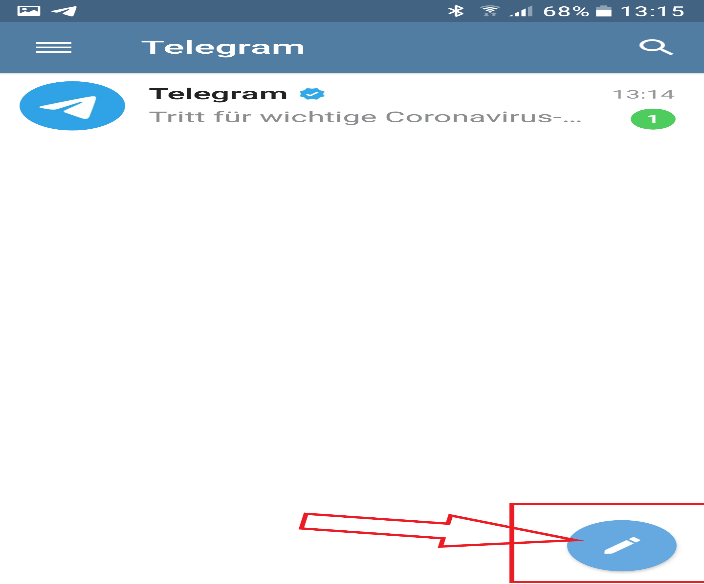 68% 13:15
Telegram
Telegram 13:14
Tritt für wichtige Coronavirus-... 1